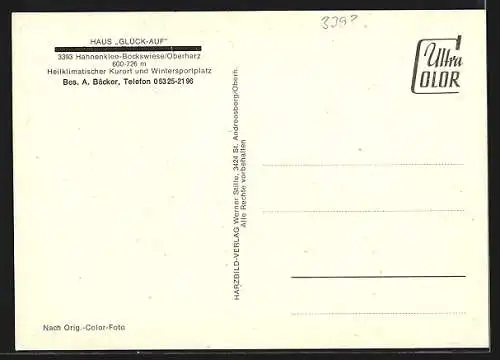 HAUS „GLÜCK-AUF"
3393 Hahnenklee-Bockswiese/Oberharz
600-726 m
Heilklimatischer Kurort und Wintersportplatz
Bes. A. Bäcker, Telefon 05325-2196
Nach Orig.-Color-Foto
HARZBILD-VERLAG Werner Stille, 3424 St. Andreasberg/Oberh.
Alle Rechte vorbehalten
Ultra
COLOR